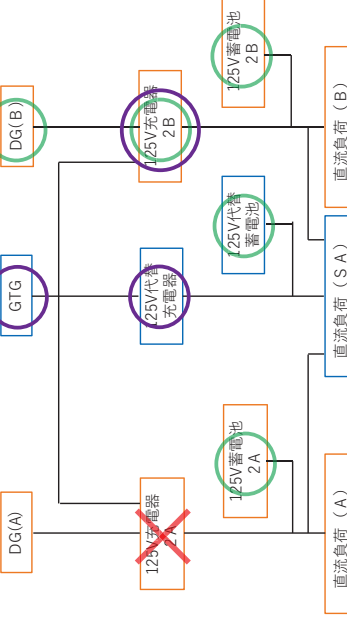 DG(A)
GTG
DG(B)
125V充電器
2A
125V代替
充電器
125V充電器
2B
125V蓄電池
2A
125V代替
蓄電池
125V蓄電池
2B
直流負荷（A）
直流負荷（SA）
直流負荷（B）